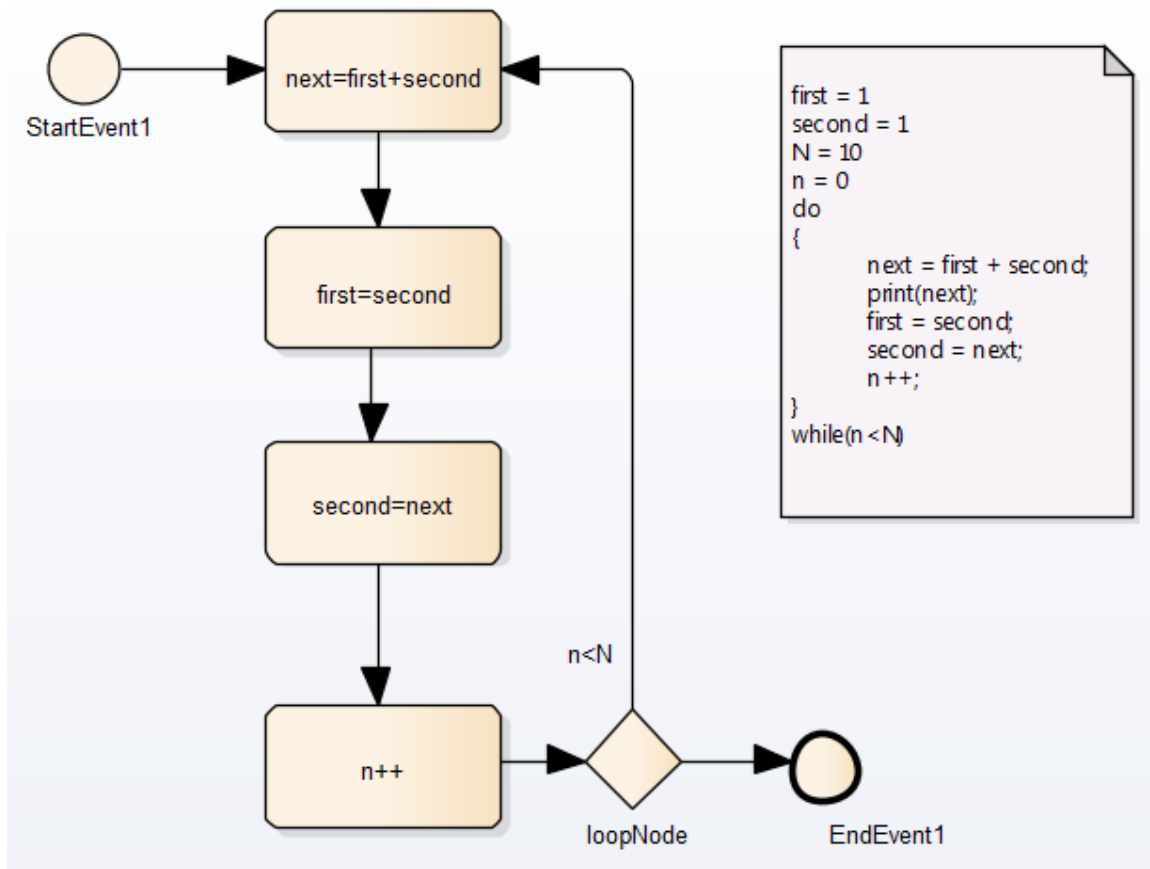 next=first+second
StartEvent1
first=second
second=next
n<N
n++
loopNode
EndEvent1
first = 1
second = 1
N = 10
n = 0
do
{
next = first + second;
print(next);
first = second;
second = next;
n++;
}
while(n<N)